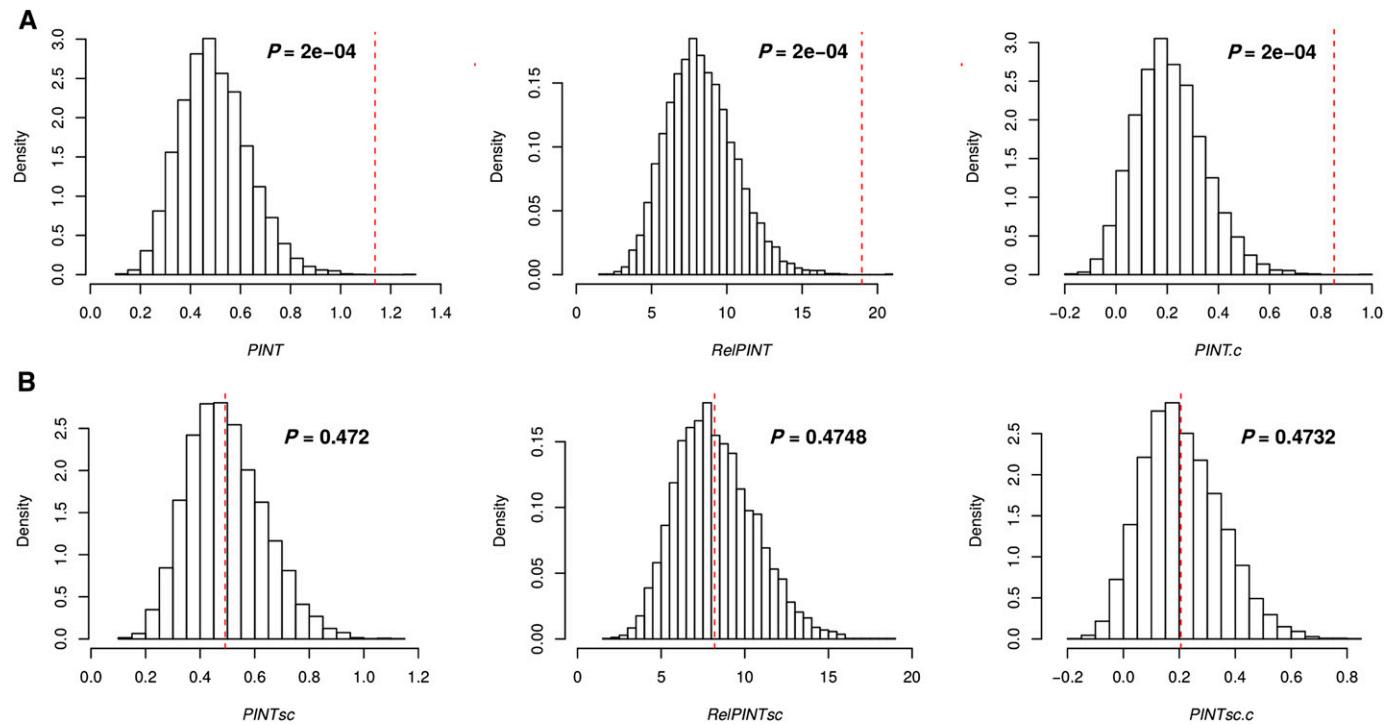 A
P = 2e−04
Density
0.0 0.5 1.0 1.5 2.0 2.5 3.0
0.0 0.2 0.4 0.6 0.8 1.0 1.2 1.4
PINT
P = 2e−04
Density
0.00 0.05 0.10 0.15
0 5 10 15 20
RelPINT
P = 2e−04
Density
0.0 0.5 1.0 1.5 2.0 2.5 3.0
−0.2 0.0 0.2 0.4 0.6 0.8 1.0
PINT.c
B
P = 0.472
Density
0.0 0.5 1.0 1.5 2.0 2.5
0.0 0.2 0.4 0.6 0.8 1.0 1.2
PINTsc
P = 0.4748
Density
0.00 0.05 0.10 0.15
0 5 10 15 20
RelPINTsc
P = 0.4732
Density
0.0 0.5 1.0 1.5 2.0 2.5
−0.2 0.0 0.2 0.4 0.6 0.8
PINTsc.c